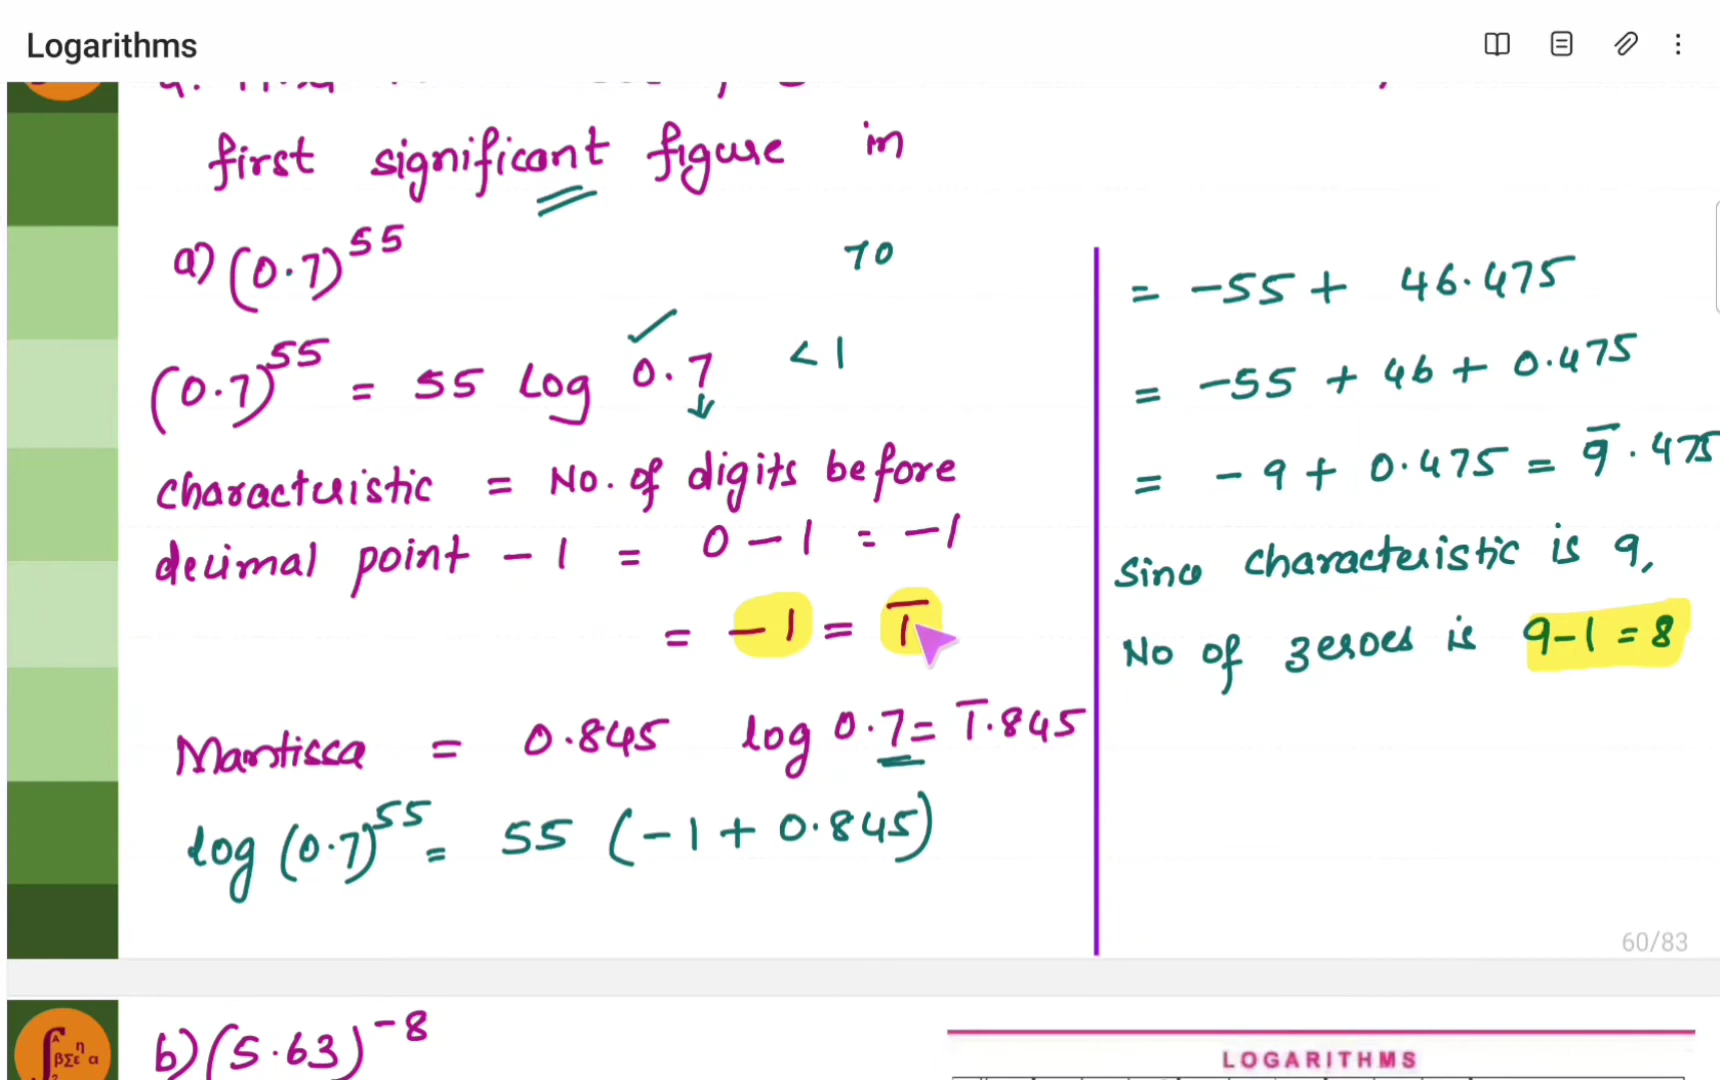 Logarithms
first significant figure in
a) (0.7)^55
70
(0.7)^55 = 55 Log 0.7 < 1
characteristic = No. of digits before
decimal point - 1 = 0 - 1 = -1
= -1 = 1̅
Mantissa = 0.845 log 0.7 = 1̅.845
log (0.7)^55 = 55 (-1 + 0.845)
= -55 + 46.475
= -55 + 46 + 0.475
= -9 + 0.475 = 9̅.475
Since characteristic is 9,
No of zeroes is 9-1 = 8
60/83
b) (5.63)^-8
LOGARITHMS